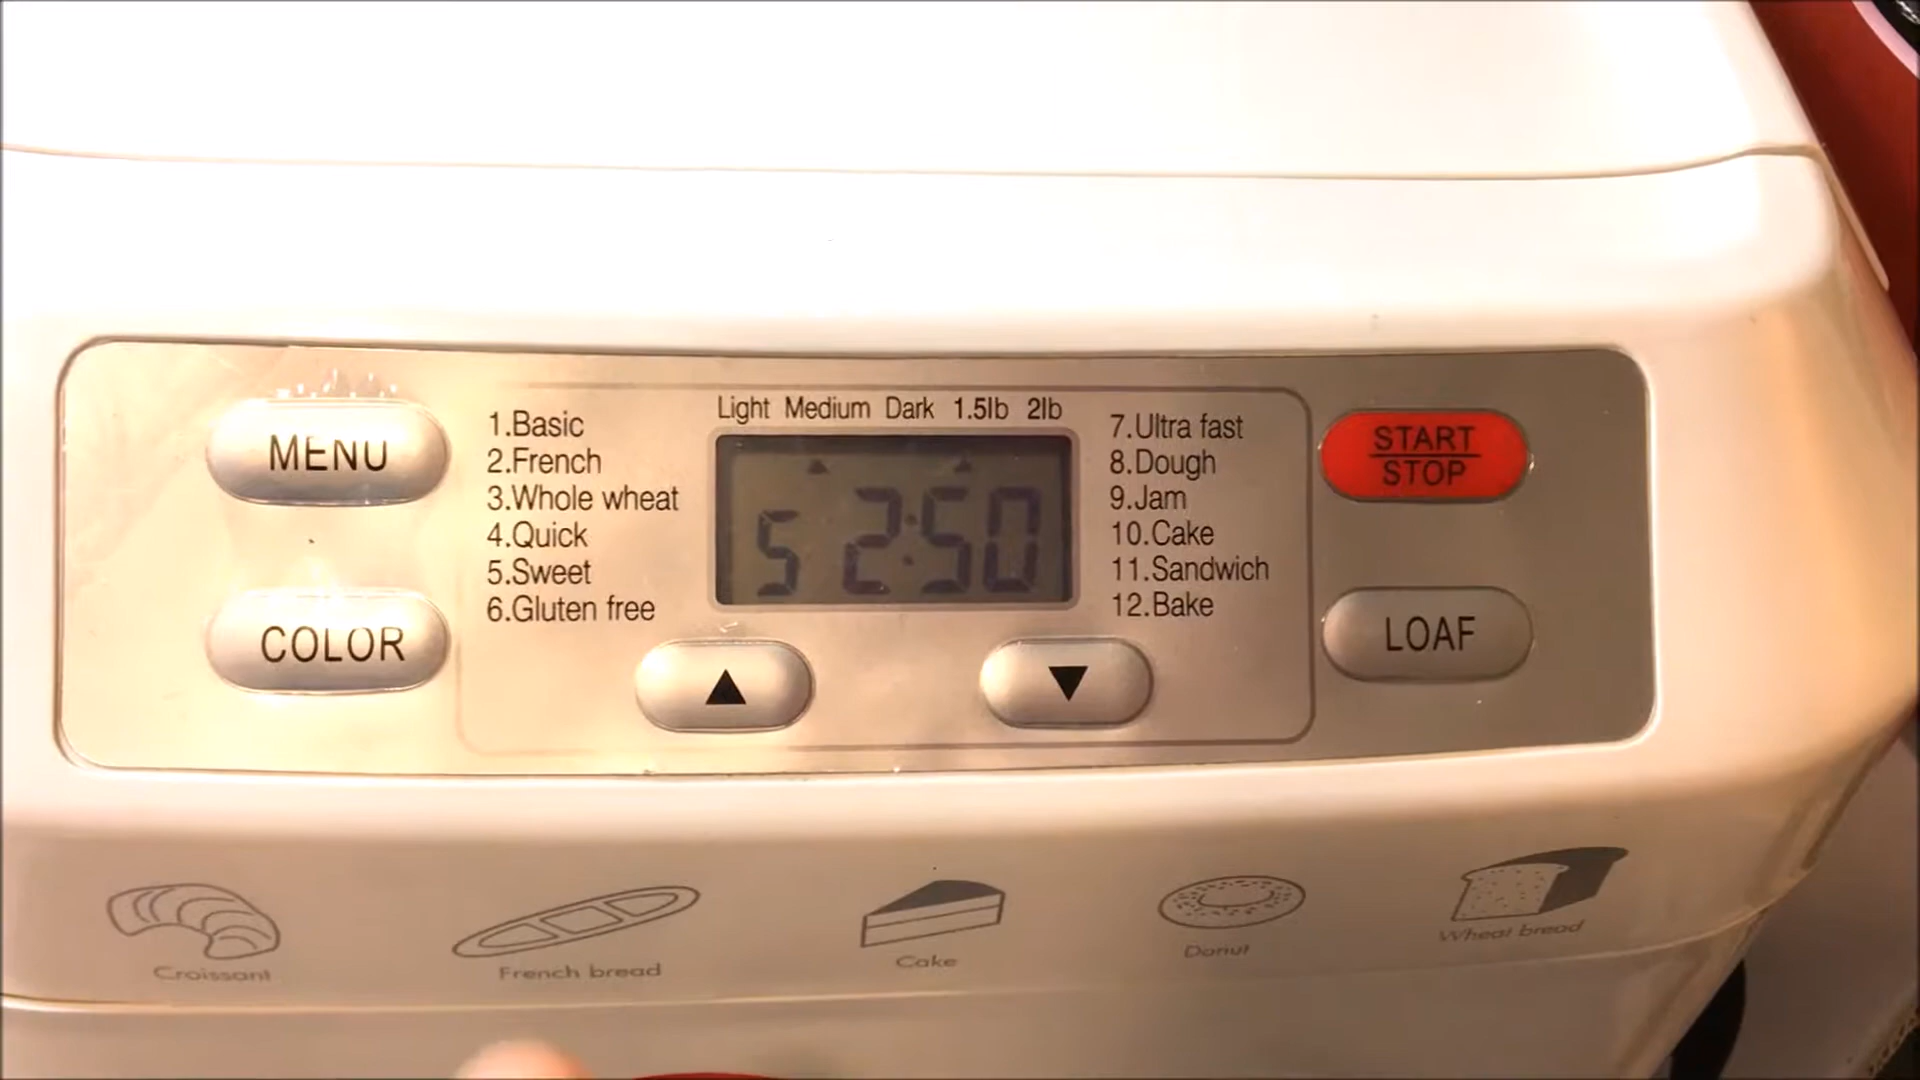 MENU
COLOR
1.Basic
2.French
3.Whole wheat
4.Quick
5.Sweet
6.Gluten free
Light Medium Dark 1.5lb 2lb
5 2:50
▲
▼
7.Ultra fast
8.Dough
9.Jam
10.Cake
11.Sandwich
12.Bake
START
STOP
LOAF
Croissant
French bread
Cake
Donut
Wheat bread